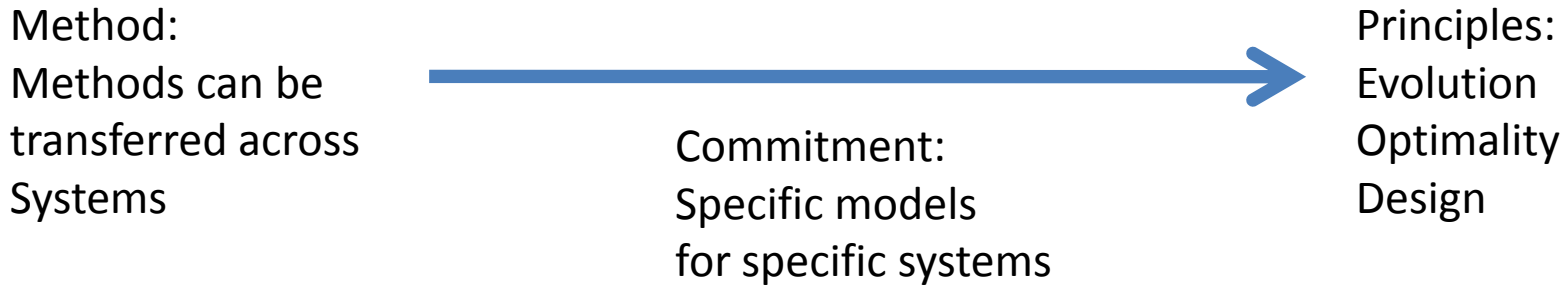 Method:
Methods can be
transferred across
Systems
Commitment:
Specific models
for specific systems
Principles:
Evolution
Optimality
Design